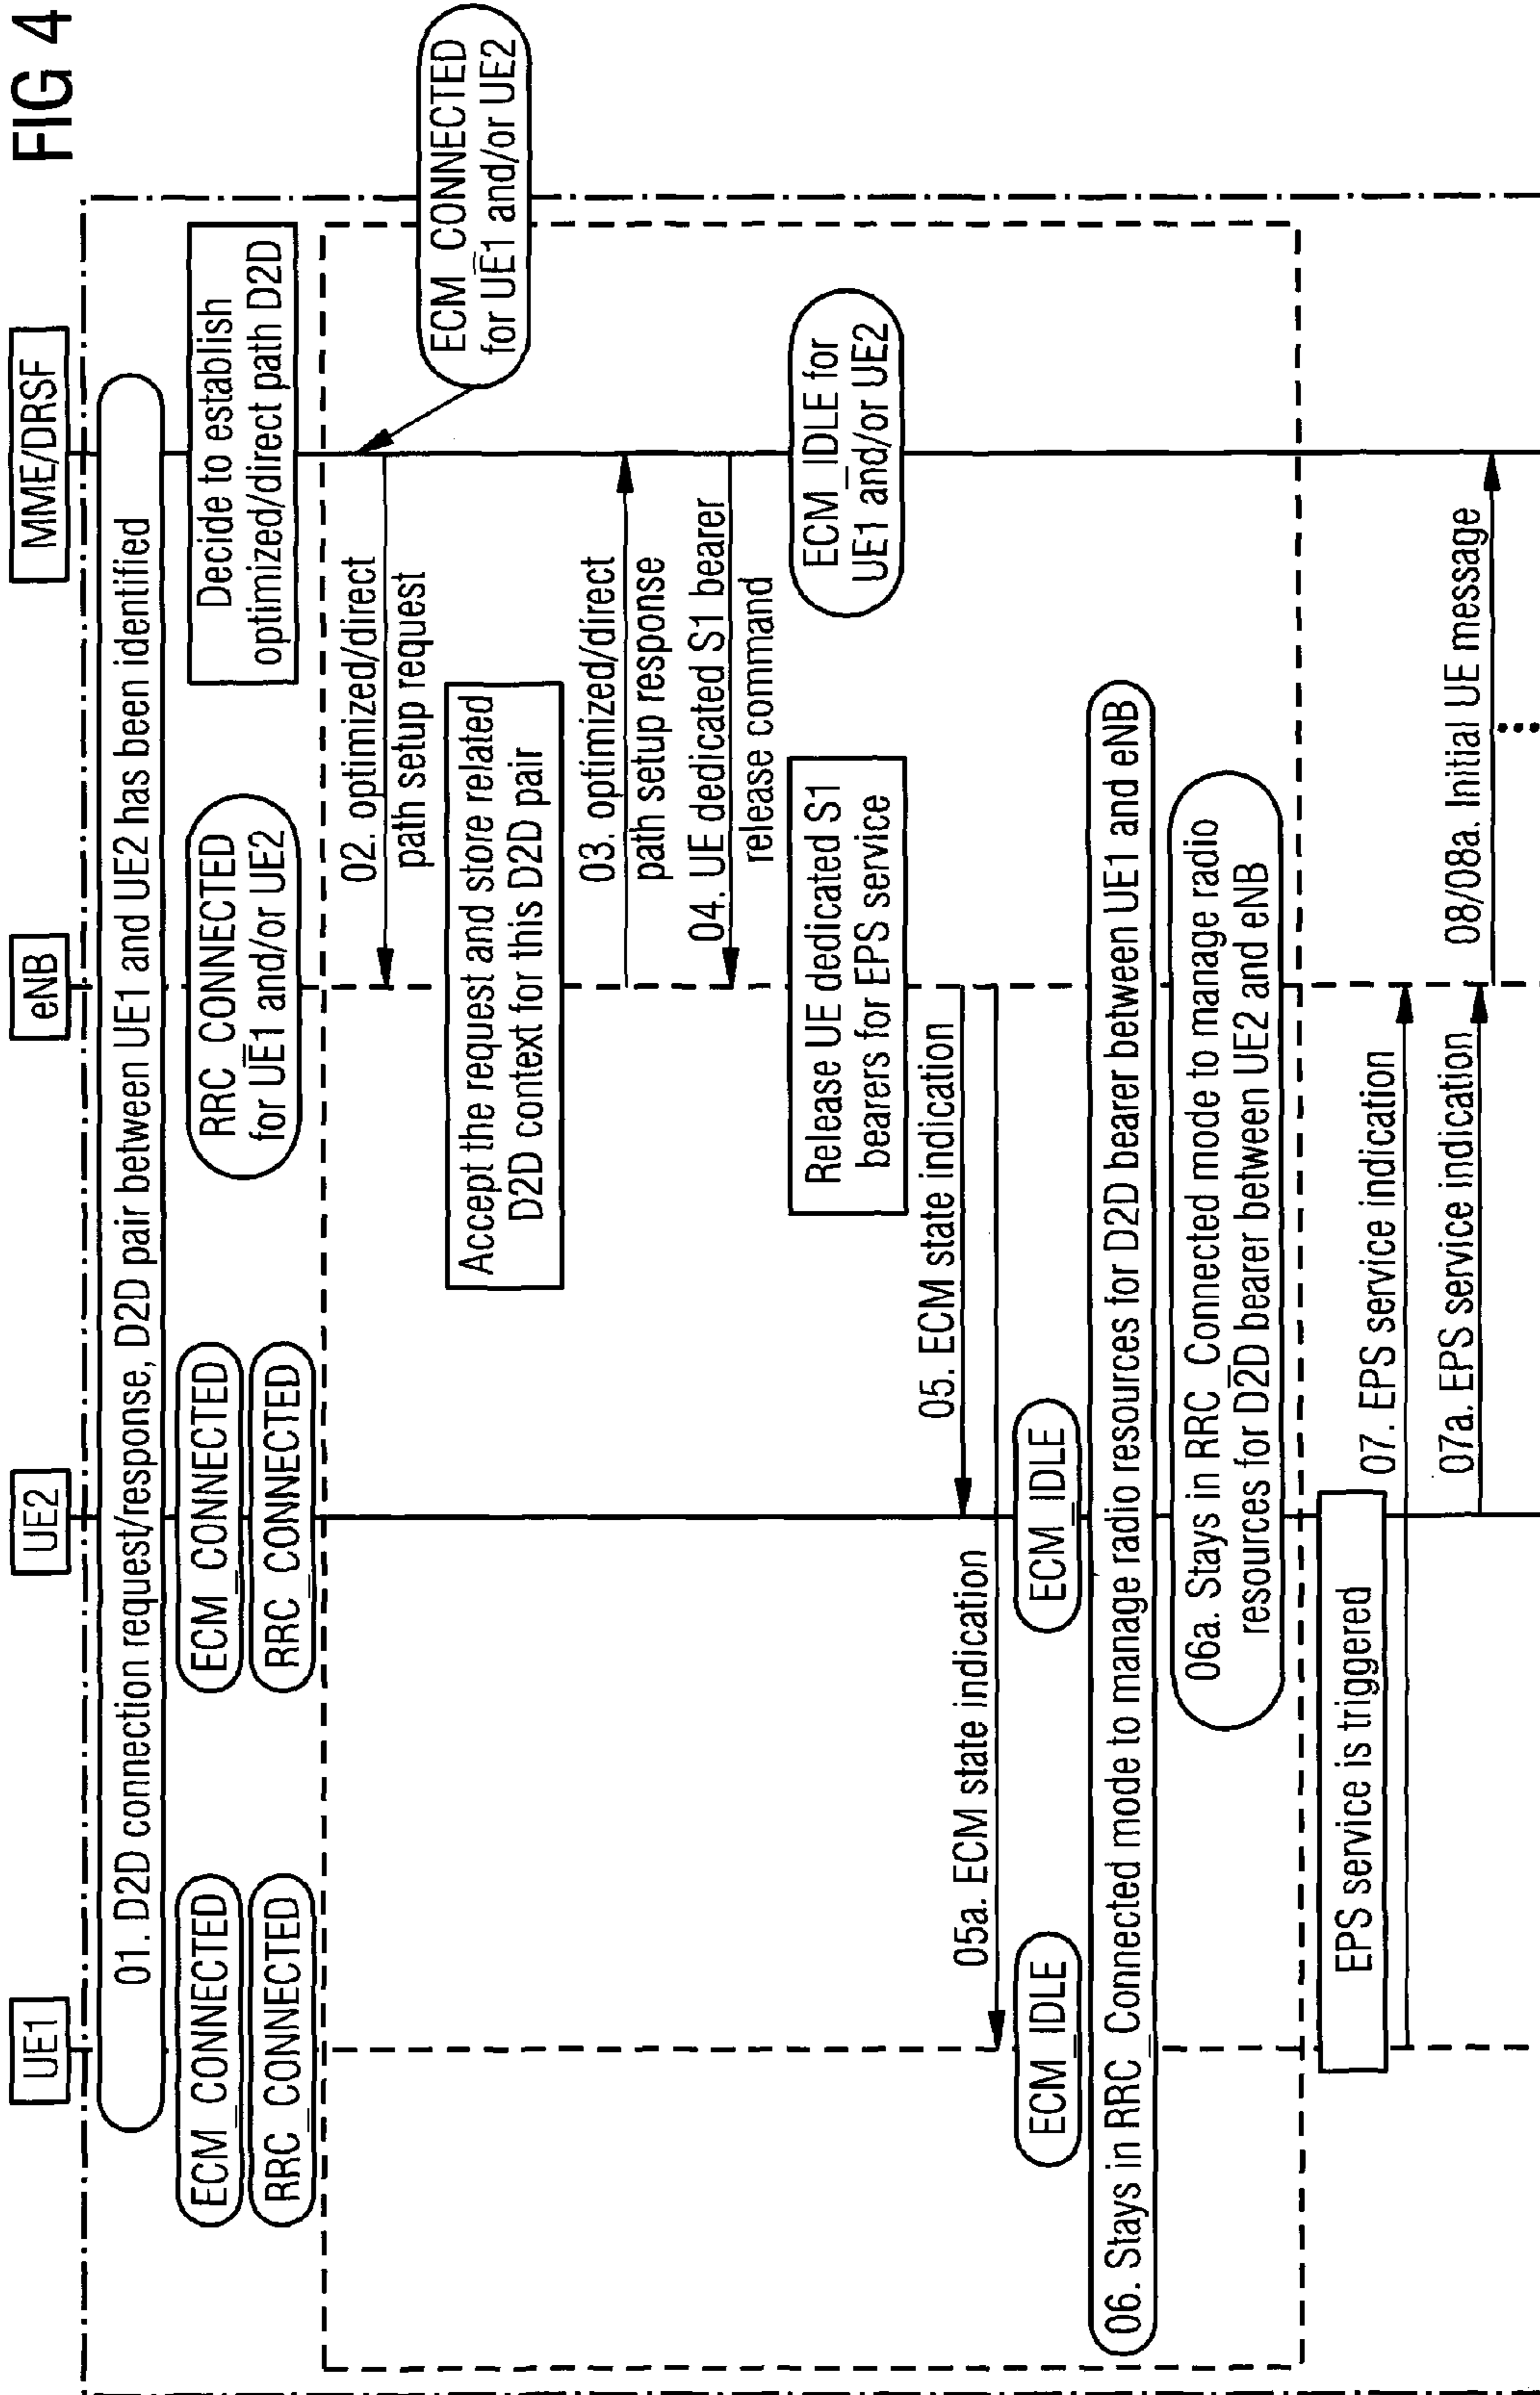 FIG 4
UE1
UE2
eNB
MME/DRSF
01. D2D connection request/response, D2D pair between UE1 and UE2 has been identified
ECM_CONNECTED
RRC_CONNECTED
ECM_CONNECTED
RRC_CONNECTED
RRC_CONNECTED
for UE1 and/or UE2
Decide to establish
optimized/direct path D2D
ECM_CONNECTED
for UE1 and/or UE2
02. optimized/direct
path setup request
Accept the request and store related
D2D context for this D2D pair
03. optimized/direct
path setup response
04. UE dedicated S1 bearer
release command
Release UE dedicated S1
bearers for EPS service
ECM_IDLE for
UE1 and/or UE2
05. ECM state indication
05a. ECM state indication
ECM_IDLE
ECM_IDLE
06. Stays in RRC_Connected mode to manage radio resources for D2D bearer between UE1 and eNB
06a. Stays in RRC_Connected mode to manage radio
resources for D2D bearer between UE2 and eNB
EPS service is triggered
07. EPS service indication
07a. EPS service indication
08/08a. Initial UE message